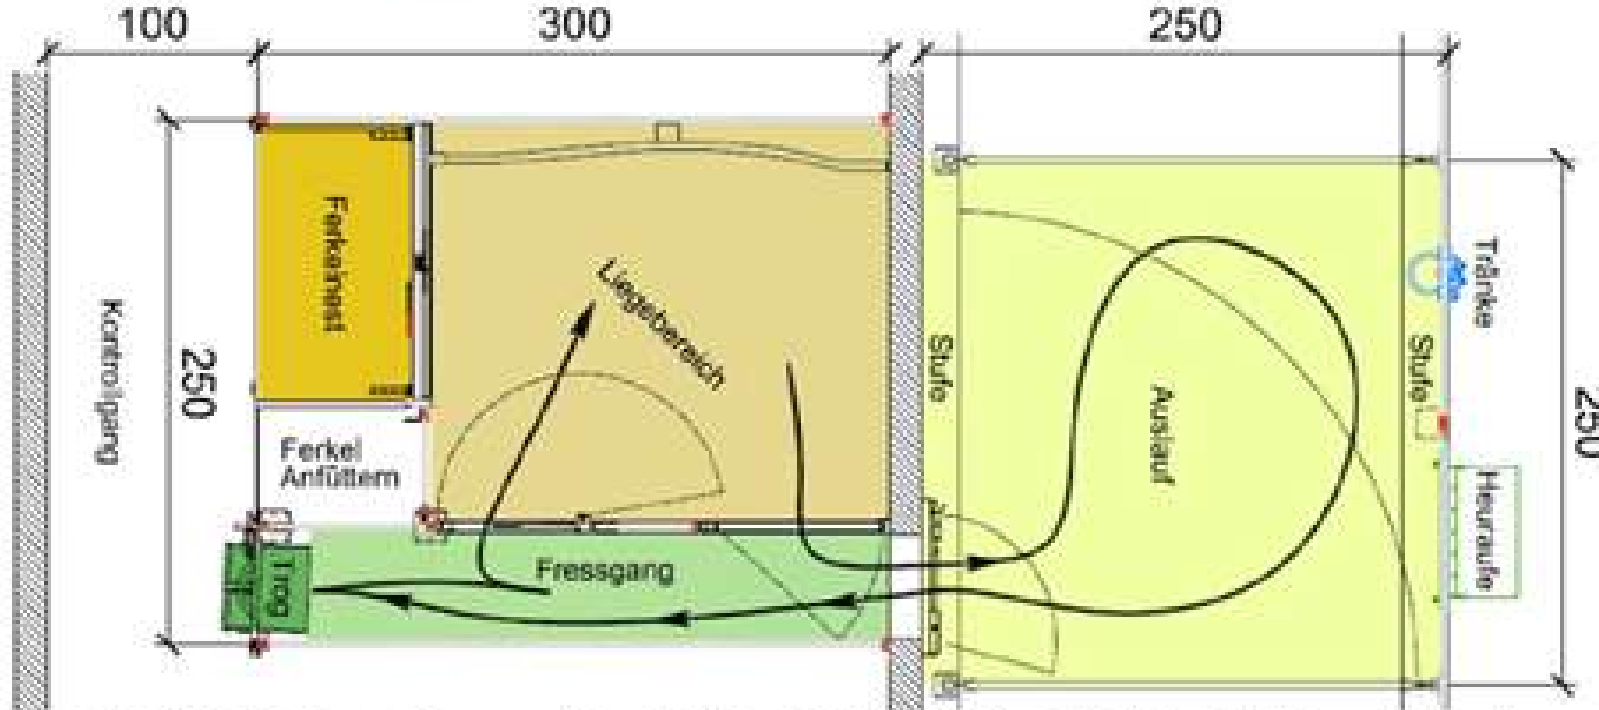 100
300
250
Ferkelnest
Liegebereich
Kontrollgang
250
Ferkel
Anfüttern
Fressgang
Trog
Stufe
Auslauf
Stufe
Tränke
Heuraufe
250